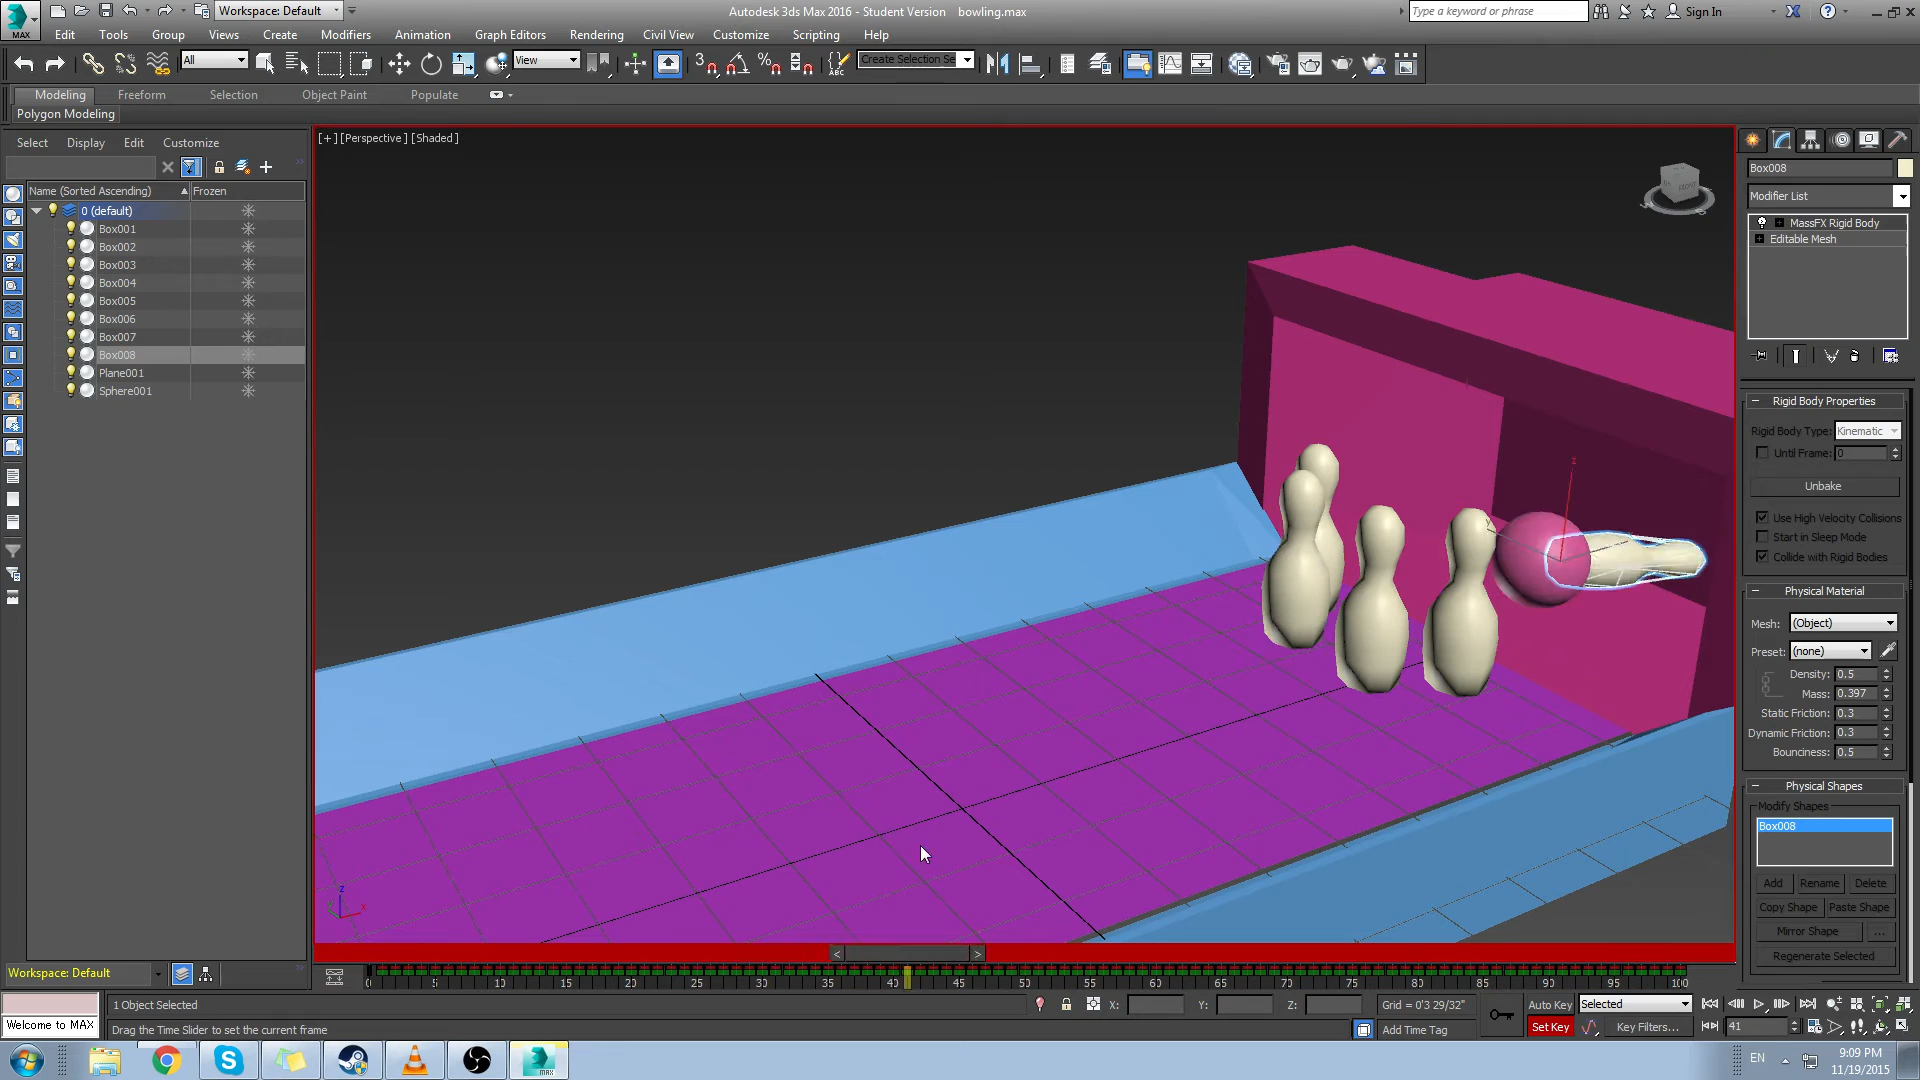 Workspace: Default
Autodesk 3ds Max 2016 - Student Version    bowling.max
Type a keyword or phrase
Sign In
MAX
Edit Tools Group Views Create Modifiers Animation Graph Editors Rendering Civil View Customize Scripting Help
All
View
3
ABC
Create Selection Se
Modeling Freeform Selection Object Paint Populate
Polygon Modeling
Select Display Edit Customize
Name (Sorted Ascending) Frozen
0 (default)
Box001
Box002
Box003
Box004
Box005
Box006
Box007
Box008
Plane001
Sphere001
[+] [Perspective] [Shaded]
FRONT
Box008
Modifier List
MassFX Rigid Body
Editable Mesh
Rigid Body Properties
Rigid Body Type: Kinematic
Until Frame: 0
Unbake
Use High Velocity Collisions
Start in Sleep Mode
Collide with Rigid Bodies
Physical Material
Mesh: (Object)
Preset: (none)
Density: 0.5
Mass: 0.397
Static Friction: 0.3
Dynamic Friction: 0.3
Bounciness: 0.5
Physical Shapes
Modify Shapes
Box008
Add Rename Delete
Copy Shape Paste Shape
Mirror Shape ...
Regenerate Selected
z
x
z
< >
Workspace: Default
0 5 10 15 20 25 30 35 40 45 50 55 60 65 70 75 80 85 90 95 100
1 Object Selected
X: Y: Z: Grid = 0'3 29/32"
Auto Key Selected
Welcome to MAX
Drag the Time Slider to set the current frame
Add Time Tag
Set Key Key Filters... 41
MAX
EN
9:09 PM
11/19/2015